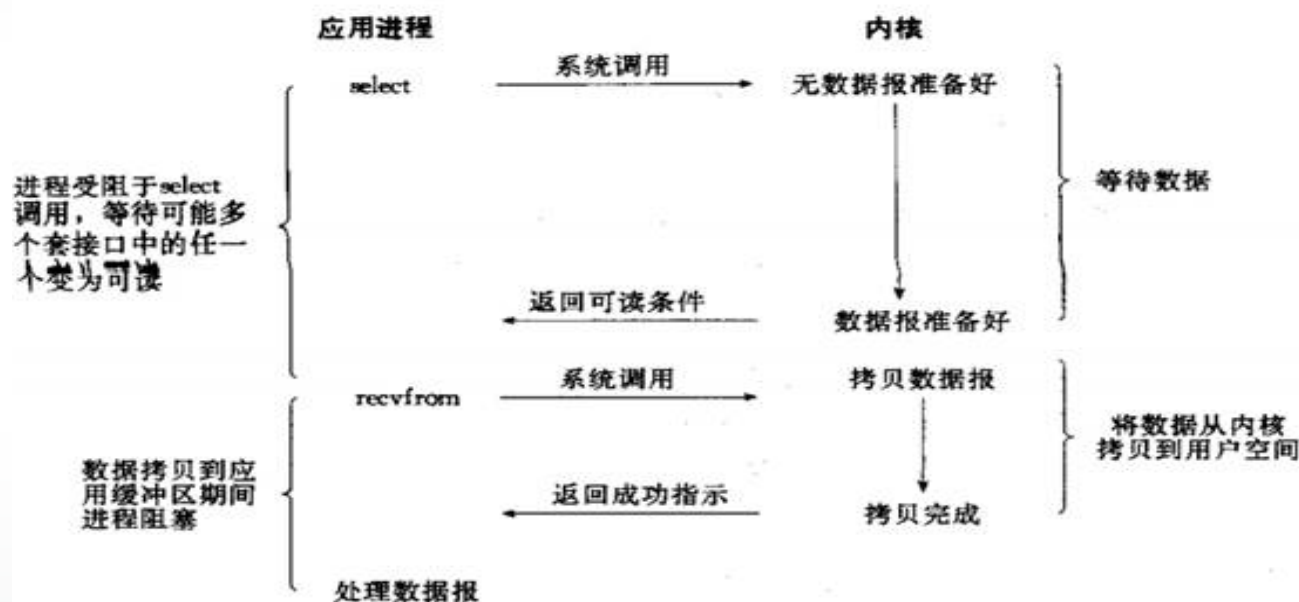 应用进程
内核
select
系统调用
无数据报准备好
进程受阻于select
调用，等待可能多
个套接口中的任一
个变为可读
等待数据
返回可读条件
数据报准备好
recvfrom
系统调用
拷贝数据报
将数据从内核
拷贝到用户空间
数据拷贝到应
用缓冲区期间
进程阻塞
返回成功指示
拷贝完成
处理数据报